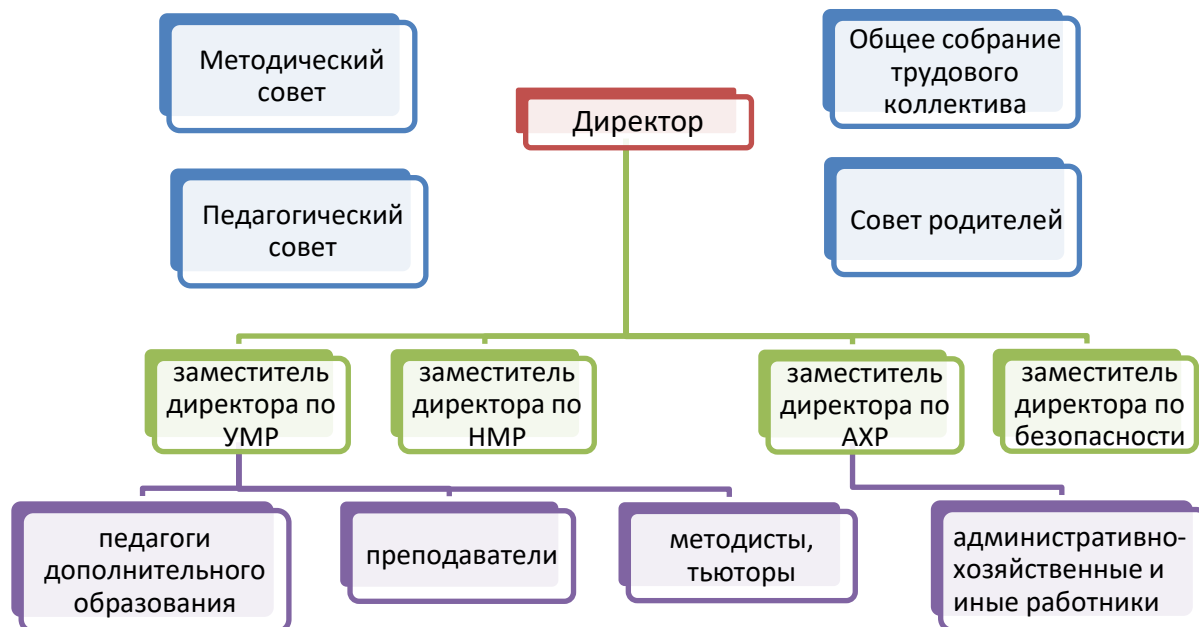 Методический
совет
Общее собрание
трудового
коллектива
Директор
Педагогический
совет
Совет родителей
заместитель
директора по
УМР
заместитель
директора по
НМР
заместитель
директора по
АХР
заместитель
директора по
безопасности
педагоги
дополнительного
образования
преподаватели
методисты,
тьюторы
административно-
хозяйственные и
иные работники